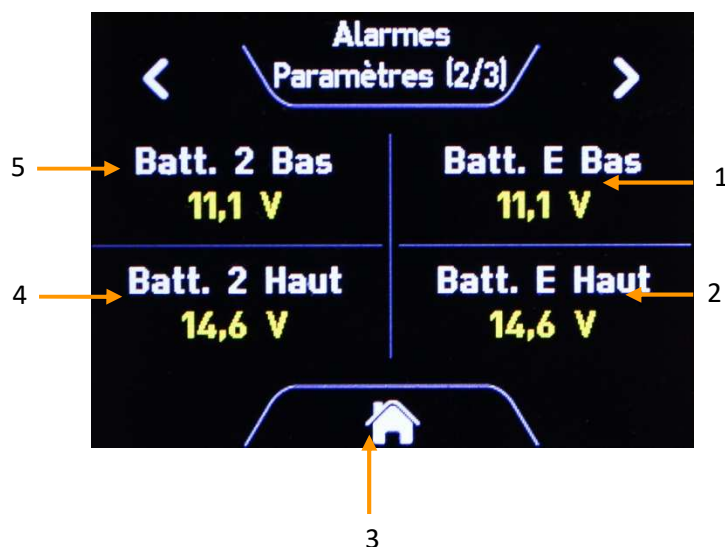 Alarmes
Paramètres (2/3)
5
Batt. 2 Bas
11,1 V
Batt. E Bas
11,1 V
1
4
Batt. 2 Haut
14,6 V
Batt. E Haut
14,6 V
2
3